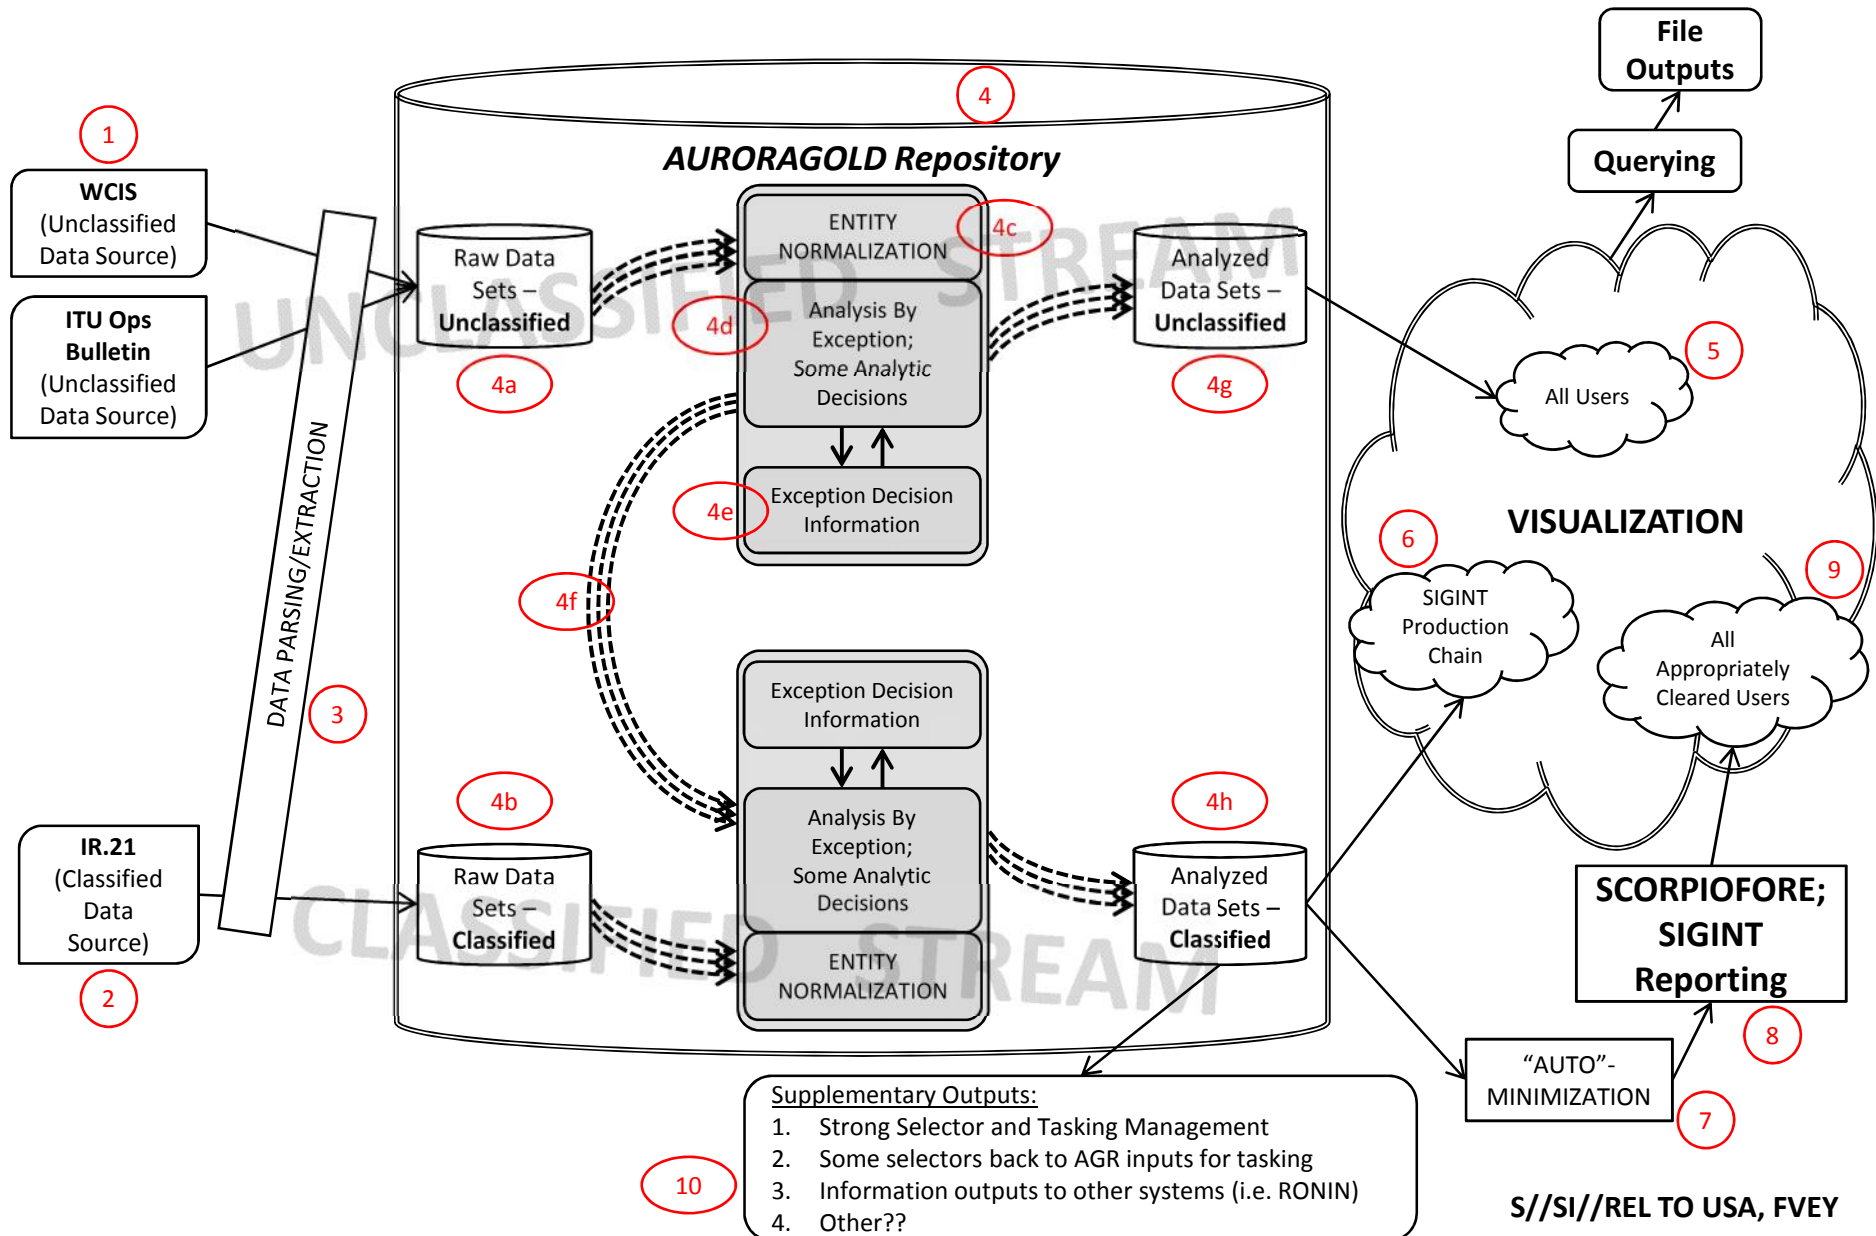 File
Outputs
Querying
4
1
AURORAGOLD Repository
WCIS
(Unclassified
Data Source)
ITU Ops
Bulletin
(Unclassified
Data Source)
DATA PARSING/EXTRACTION
3
IR.21
(Classified
Data
Source)
2
UNCLASSIFIED STREAM
Raw Data
Sets –
Unclassified
4a
ENTITY
NORMALIZATION
4c
Analysis By
Exception;
Some Analytic
Decisions
4d
Exception Decision
Information
4e
Analyzed
Data Sets –
Unclassified
4g
4f
Exception Decision
Information
Analysis By
Exception;
Some Analytic
Decisions
ENTITY
NORMALIZATION
4b
Raw Data
Sets –
Classified
CLASSIFIED STREAM
4h
Analyzed
Data Sets –
Classified
5
All Users
VISUALIZATION
6
SIGINT
Production
Chain
9
All
Appropriately
Cleared Users
SCORPIOFORE;
SIGINT
Reporting
8
"AUTO"-
MINIMIZATION
7
10
Supplementary Outputs:
1. Strong Selector and Tasking Management
2. Some selectors back to AGR inputs for tasking
3. Information outputs to other systems (i.e. RONIN)
4. Other??
S//SI//REL TO USA, FVEY